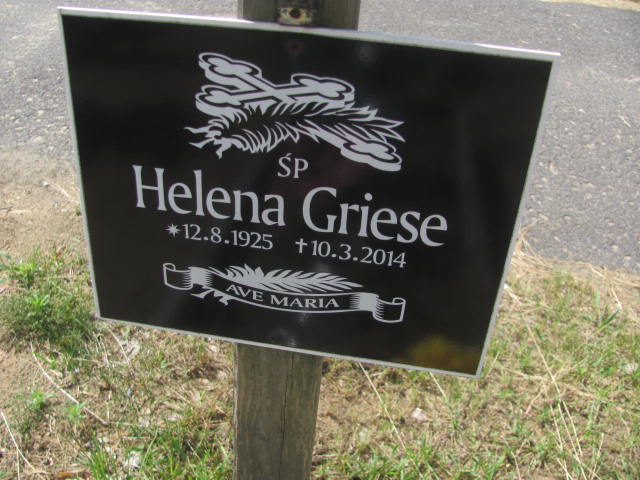 ŚP
Helena Griese
*12.8.1925 †10.3.2014
AVE MARIA